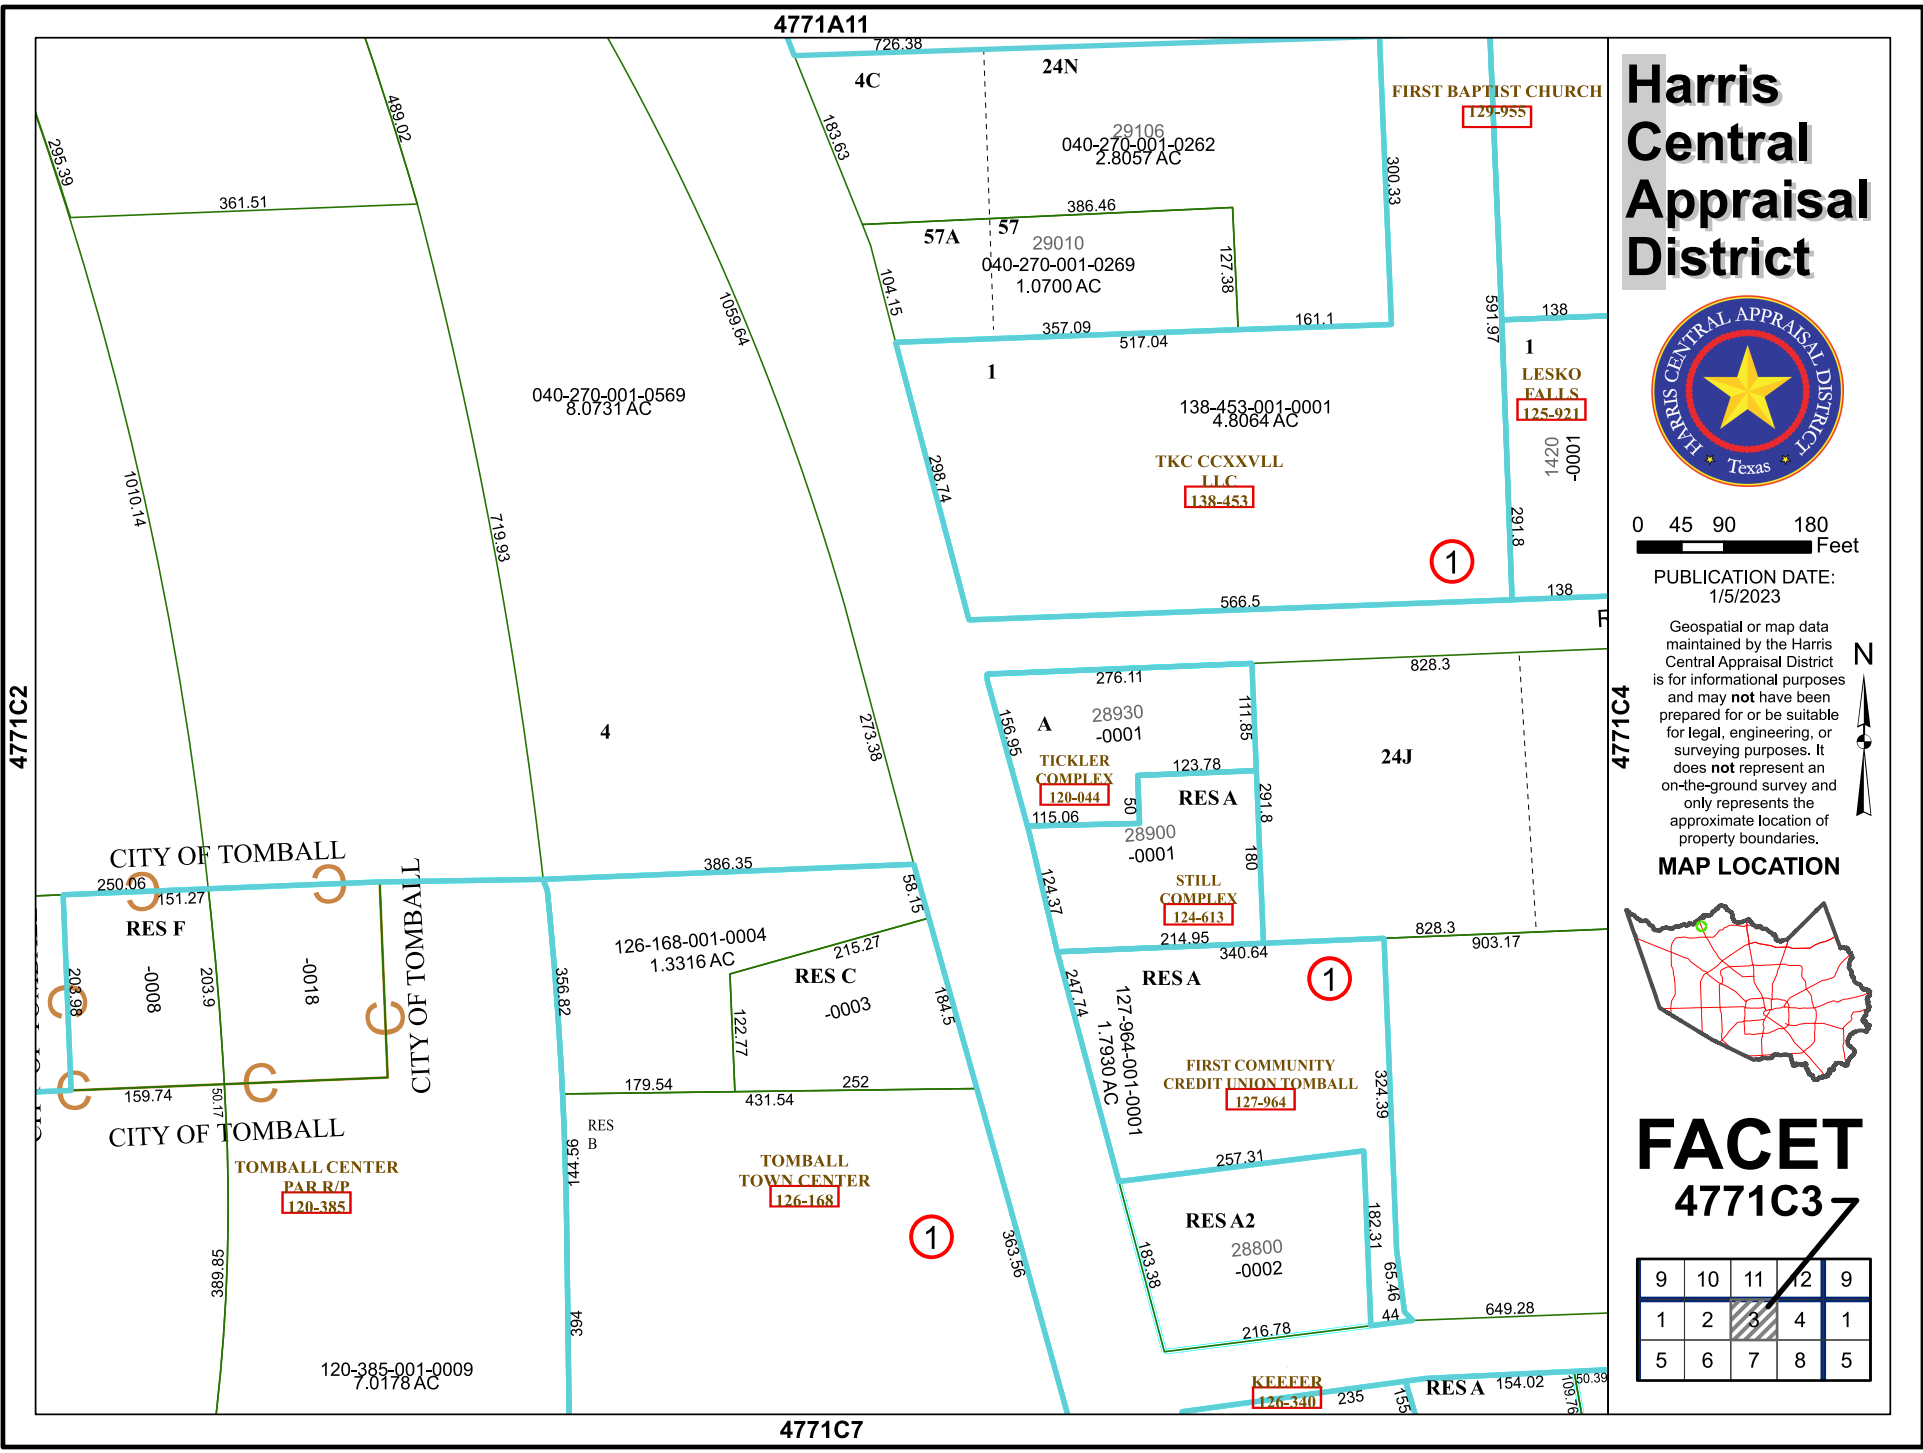 4771A11
726.38
4C
24N
FIRST BAPTIST CHURCH
129-955
489.02
183.63
295.39
29106
040-270-001-0262
2.8057 AC
300.33
361.51
386.46
57A
57
29010
040-270-001-0269
1.0700 AC
127.38
104.15
1059.64
357.09
161.1
517.04
591.97
138
1
1
LESKO
FALLS
125-921
1420
-0001
040-270-001-0569
8.0731 AC
138-453-001-0001
4.8064 AC
TKC CCXXVLL
LLC
138-453
298.74
1010.14
719.93
291.8
1
566.5
138
4771C2
4771C4
276.11
828.3
156.95
A
28930
-0001
111.85
273.38
4
24J
TICKLER
COMPLEX
120-044
123.78
50
RES A
291.8
115.06
28900
-0001
180
CITY OF TOMBALL
386.35
250.06
151.27
58.15
124.37
STILL
COMPLEX
124-613
RES F
CITY OF TOMBALL
126-168-001-0004
1.3316 AC
215.27
214.95
340.64
828.3
903.17
-0008
203.9
-0018
203.98
356.82
RES C
-0003
184.5
247.74
RES A
1
127-964-001-0001
1.7930 AC
122.77
FIRST COMMUNITY
CREDIT UNION TOMBALL
127-964
324.39
159.74
50.17
179.54
252
431.54
CITY OF TOMBALL
RES
B
144.56
257.31
TOMBALL CENTER
PAR R/P
120-385
TOMBALL
TOWN CENTER
126-168
1
363.56
RES A2
28800
-0002
182.31
183.38
389.85
394
65.46
44
216.78
649.28
120-385-001-0009
7.0178 AC
KEEFER
126-340
235
155
RES A
154.02
109.76
50.39
4771C7
C
C
C
C
C
C
Harris
Central
Appraisal
District
HARRIS CENTRAL APPRAISAL DISTRICT
Texas
0 45 90 180
Feet
PUBLICATION DATE:
1/5/2023
Geospatial or map data
maintained by the Harris
Central Appraisal District
is for informational purposes
and may not have been
prepared for or be suitable
for legal, engineering, or
surveying purposes. It
does not represent an
on-the-ground survey and
only represents the
approximate location of
property boundaries.
N
MAP LOCATION
FACET
4771C3
9 10 11 12 9
1 2 3 4 1
5 6 7 8 5